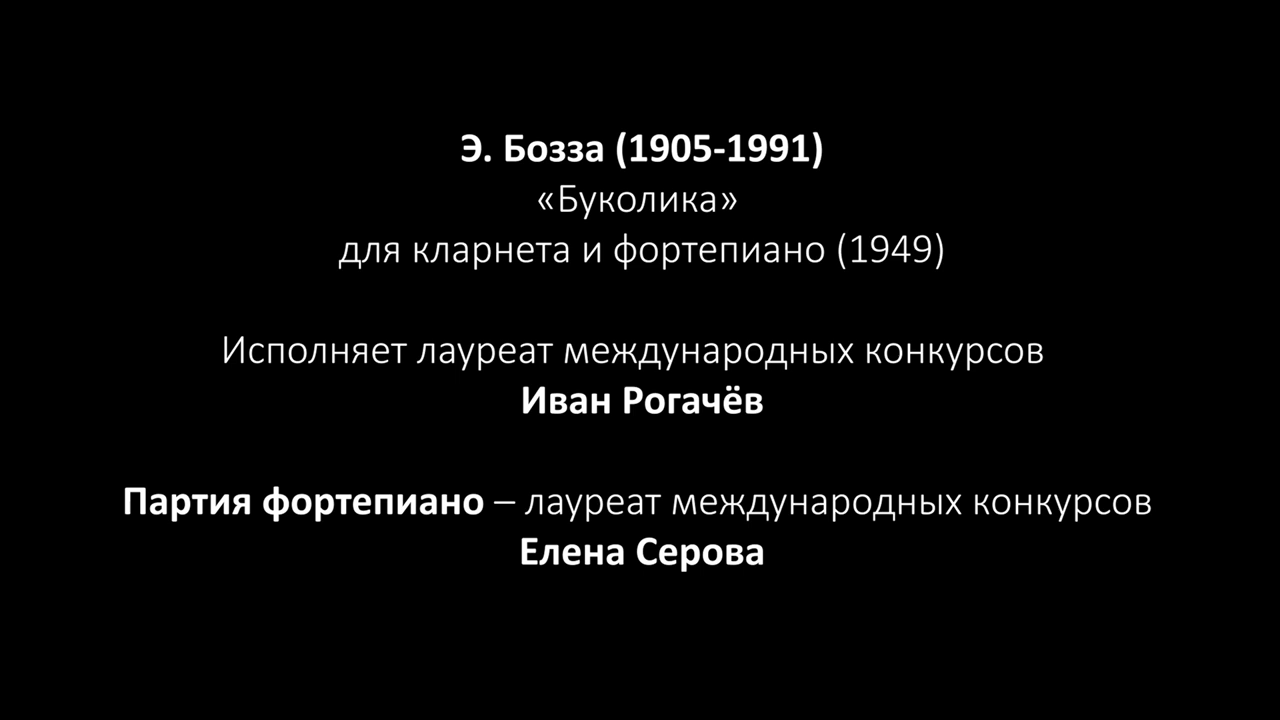 Э. Бозза (1905-1991)
«Буколика»
для кларнета и фортепиано (1949)
Исполняет лауреат международных конкурсов
Иван Рогачёв
Партия фортепиано – лауреат международных конкурсов
Елена Серова